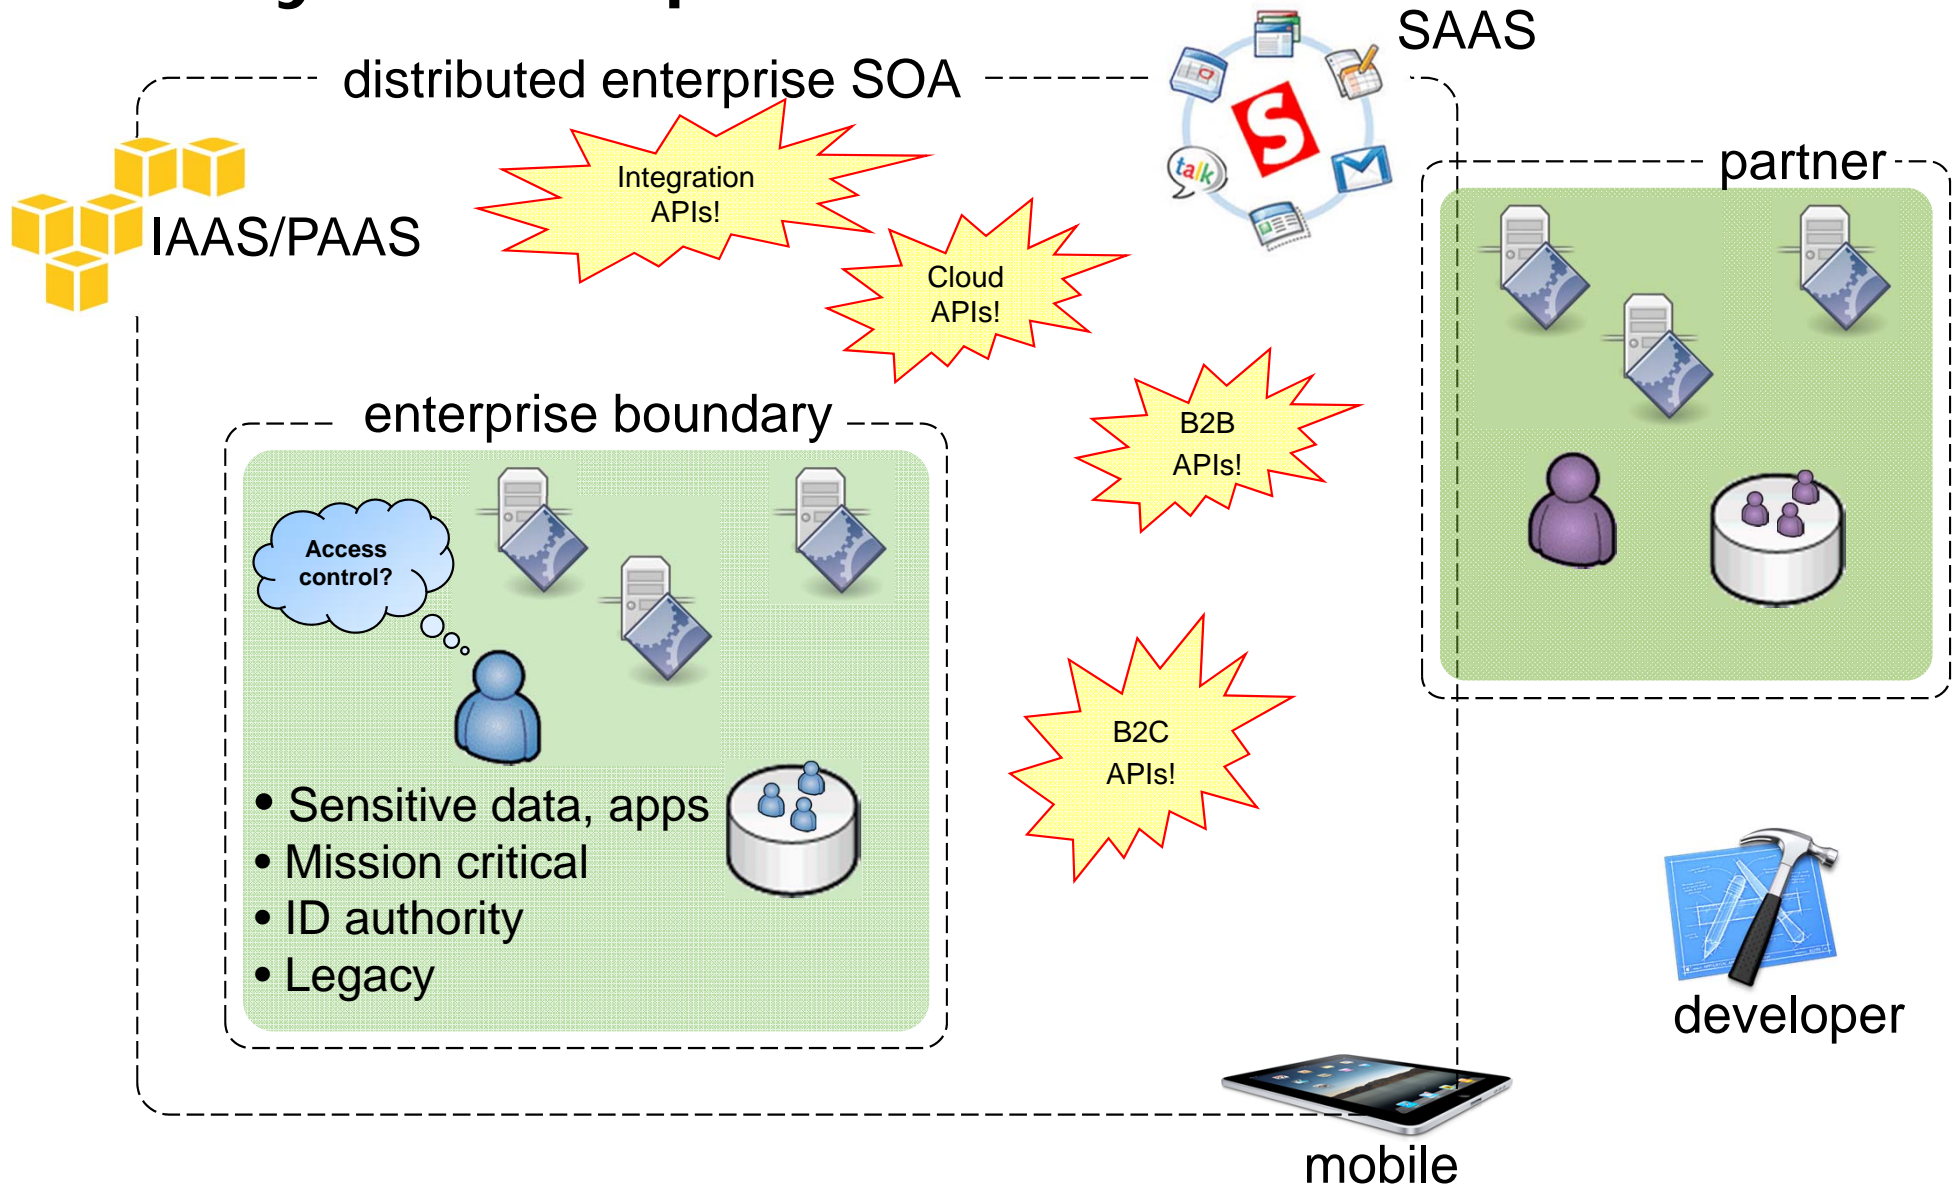 SAAS
distributed enterprise SOA
partner
Integration
APIs!
talk
IAAS/PAAS
Cloud
APIs!
enterprise boundary
B2B
APIs!
Access
control?
B2C
APIs!
• Sensitive data, apps
• Mission critical
• ID authority
• Legacy
developer
mobile